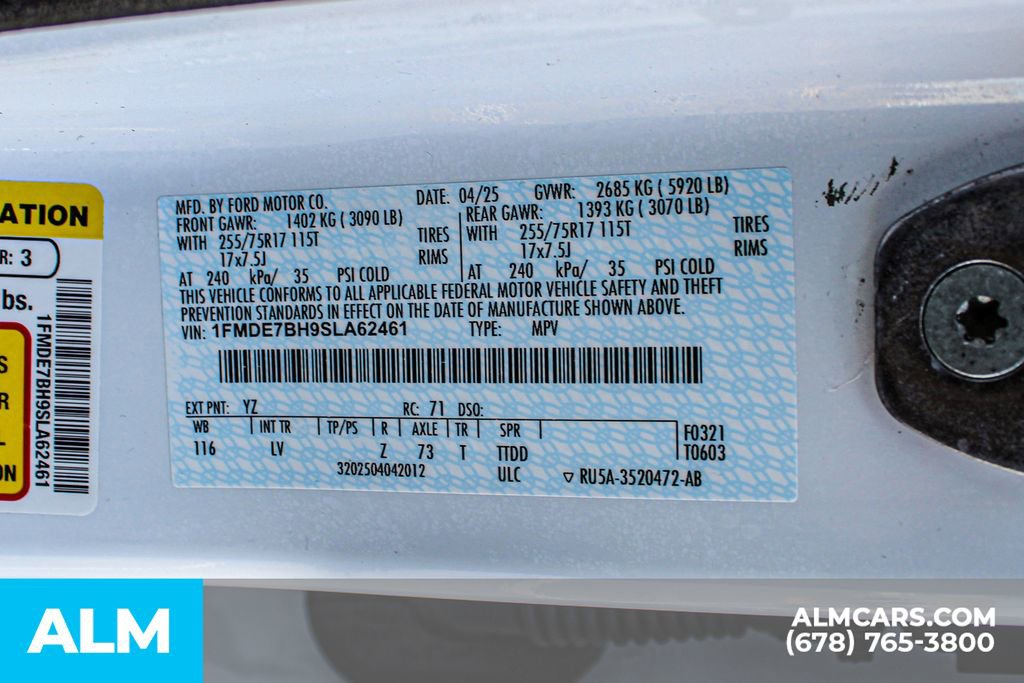 ATION
R: 3
lbs.
1FMDE7BH9SLA62461
S
R
L
ON
MFD. BY FORD MOTOR CO. DATE: 04/25 GVWR: 2685 KG ( 5920 LB)
FRONT GAWR: 1402 KG ( 3090 LB) REAR GAWR: 1393 KG ( 3070 LB)
WITH 255/75R17 115T TIRES WITH 255/75R17 115T TIRES
17x7.5J RIMS 17x7.5J RIMS
AT 240 kPa/ 35 PSI COLD AT 240 kPa/ 35 PSI COLD
THIS VEHICLE CONFORMS TO ALL APPLICABLE FEDERAL MOTOR VEHICLE SAFETY AND THEFT
PREVENTION STANDARDS IN EFFECT ON THE DATE OF MANUFACTURE SHOWN ABOVE.
VIN: 1FMDE7BH9SLA62461 TYPE: MPV
EXT PNT: YZ RC: 71 DSO:
WB INT TR TP/PS R AXLE TR SPR F0321
116 LV Z 73 T TTDD T0603
3202504042012 ULC ▽ RU5A-3520472-AB
ALM
ALMCARS.COM
(678) 765-3800